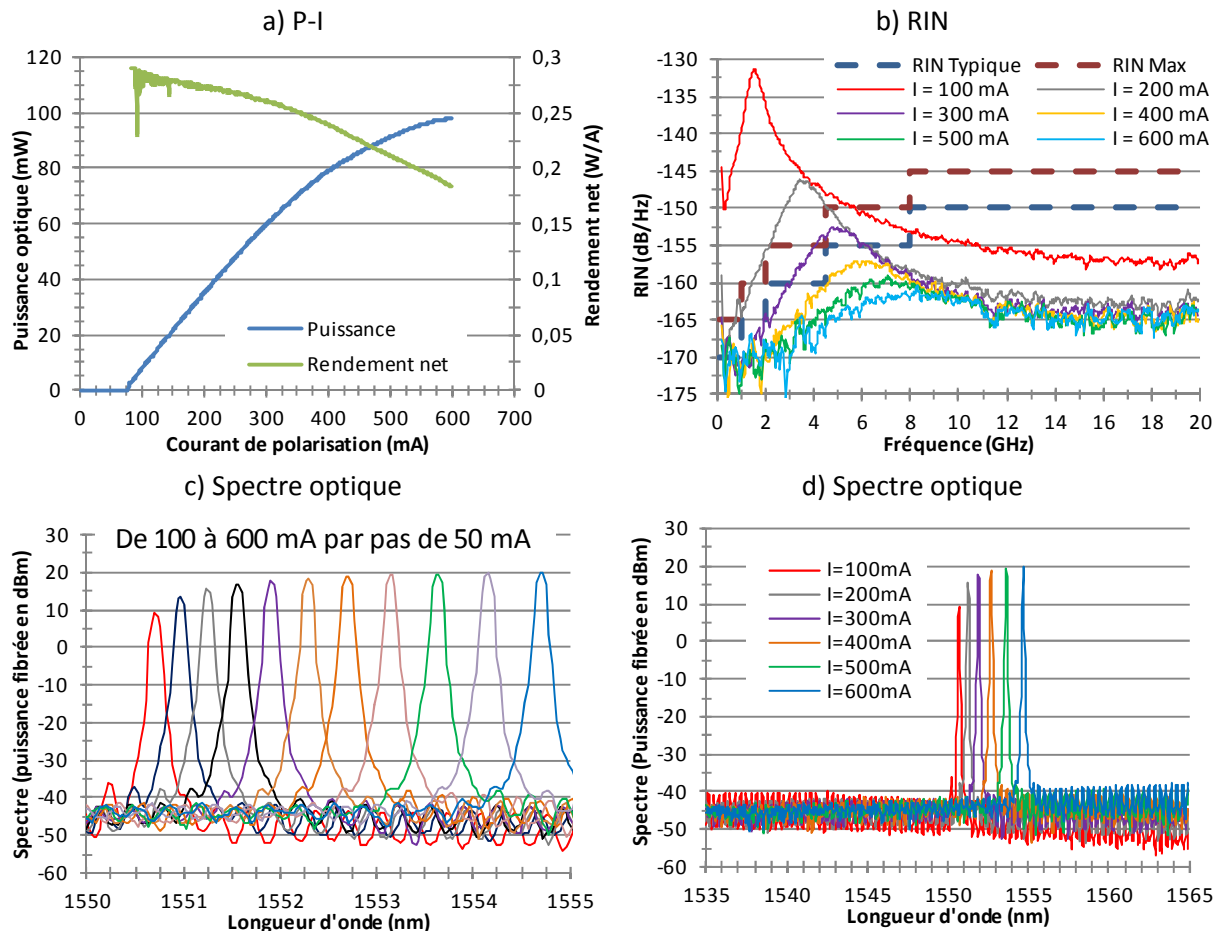 a) P-I
Puissance optique (mW)
120
100
80
60
40
20
0
0,3
0,25
0,2
0,15
0,1
0,05
0
Rendement net (W/A)
Puissance
Rendement net
0 100 200 300 400 500 600 700
Courant de polarisation (mA)
b) RIN
RIN (dB/Hz)
-130
-135
-140
-145
-150
-155
-160
-165
-170
-175
RIN Typique
RIN Max
I = 100 mA
I = 200 mA
I = 300 mA
I = 400 mA
I = 500 mA
I = 600 mA
0 2 4 6 8 10 12 14 16 18 20
Fréquence (GHz)
c) Spectre optique
De 100 à 600 mA par pas de 50 mA
Spectre (puissance fibrée en dBm)
30
20
10
0
-10
-20
-30
-40
-50
-60
1550 1551 1552 1553 1554 1555
Longueur d'onde (nm)
d) Spectre optique
Spectre (Puissance fibrée en dBm)
30
20
10
0
-10
-20
-30
-40
-50
-60
I=100mA
I=200mA
I=300mA
I=400mA
I=500mA
I=600mA
1535 1540 1545 1550 1555 1560 1565
Longueur d'onde (nm)